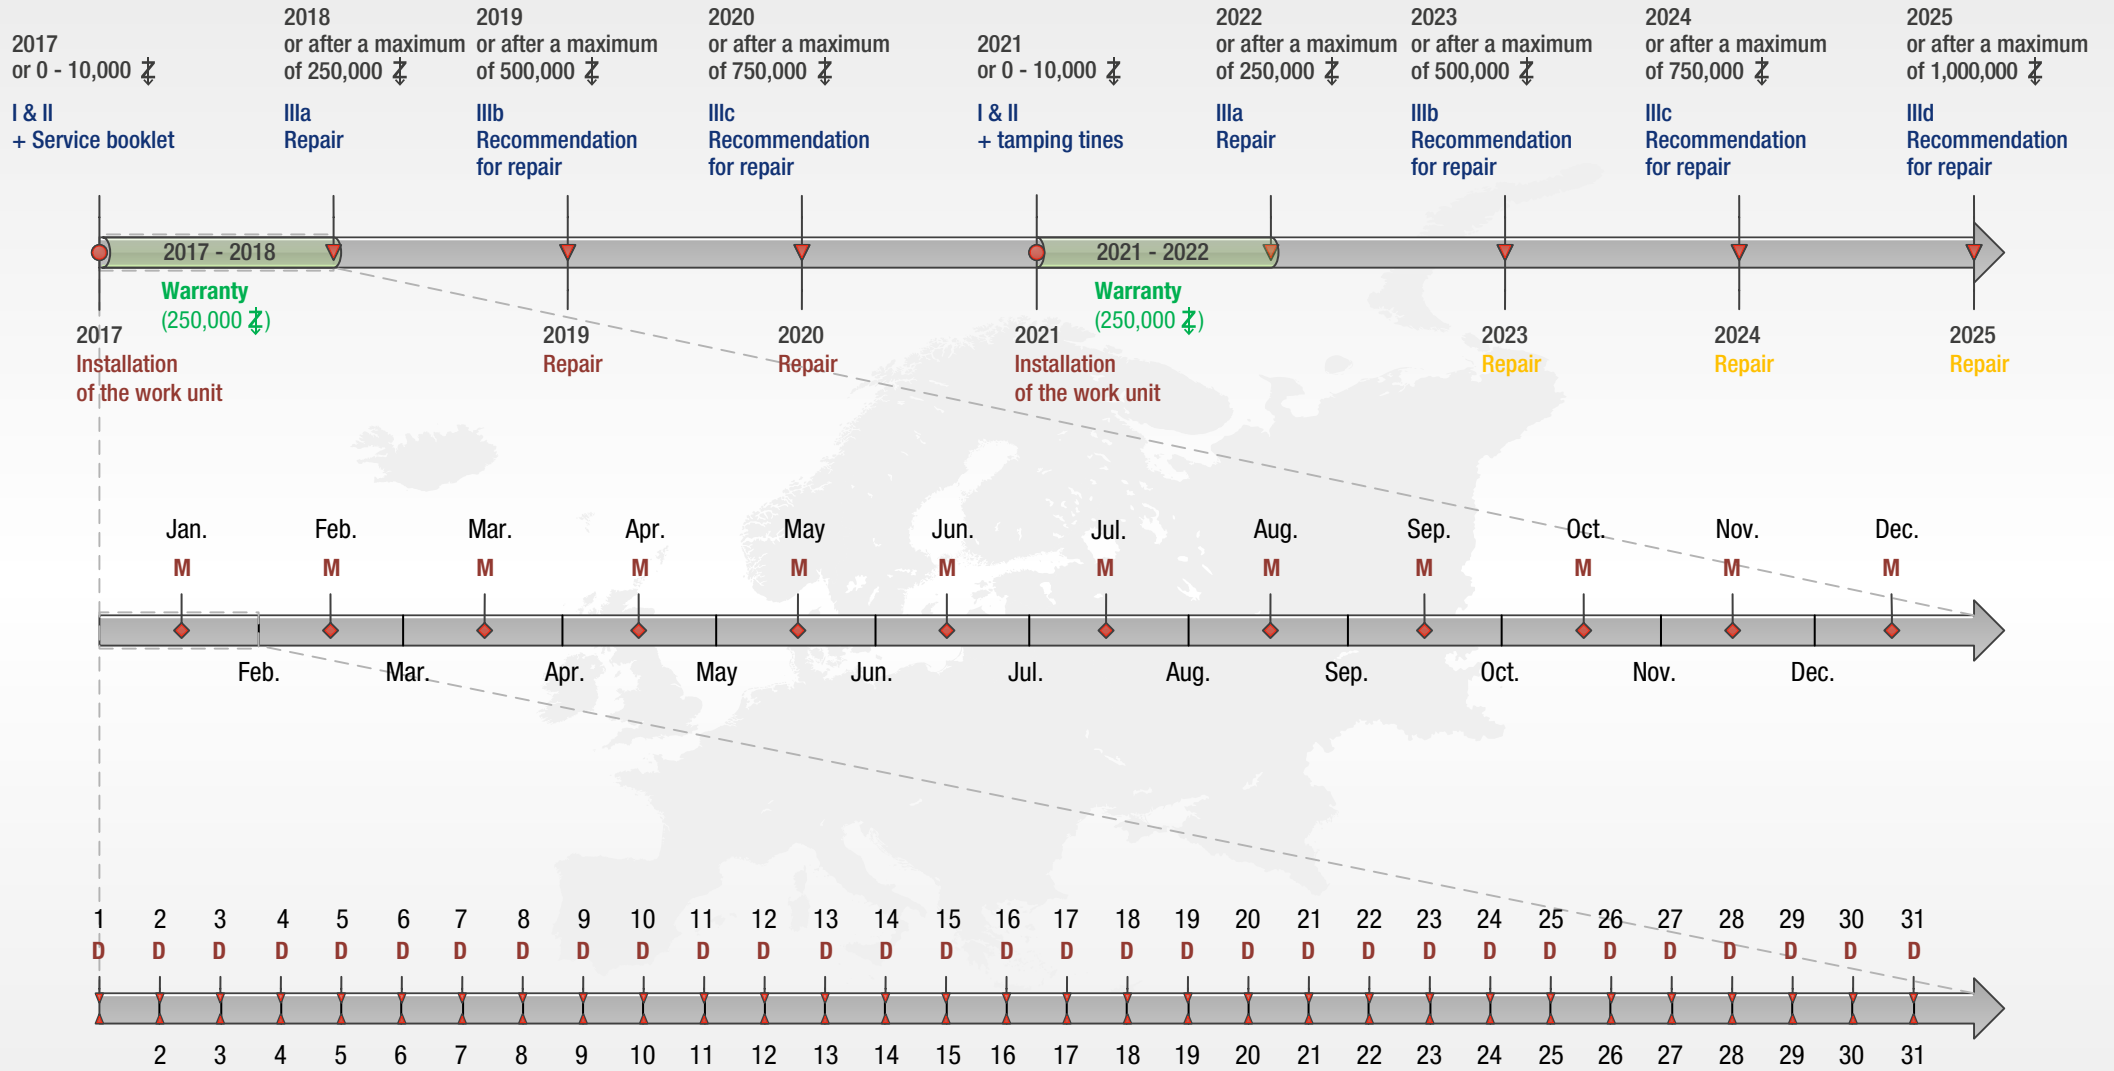 2017
or 0 - 10,000
I & II
+ Service booklet
2018
or after a maximum
of 250,000
IIIa
Repair
2019
or after a maximum
of 500,000
IIIb
Recommendation
for repair
2020
or after a maximum
of 750,000
IIIc
Recommendation
for repair
2021
or 0 - 10,000
I & II
+ tamping tines
2022
or after a maximum
of 250,000
IIIa
Repair
2023
or after a maximum
of 500,000
IIIb
Recommendation
for repair
2024
or after a maximum
of 750,000
IIIc
Recommendation
for repair
2025
or after a maximum
of 1,000,000
IIId
Recommendation
for repair
2017 - 2018
2021 - 2022
Warranty
(250,000 )
Warranty
(250,000 )
2017
Installation
of the work unit
2019
Repair
2020
Repair
2021
Installation
of the work unit
2023
Repair
2024
Repair
2025
Repair
Jan. Feb. Mar. Apr. May Jun. Jul. Aug. Sep. Oct. Nov. Dec.
M M M M M M M M M M M M
Feb. Mar. Apr. May Jun. Jul. Aug. Sep. Oct. Nov. Dec.
1 2 3 4 5 6 7 8 9 10 11 12 13 14 15 16 17 18 19 20 21 22 23 24 25 26 27 28 29 30 31
D D D D D D D D D D D D D D D D D D D D D D D D D D D D D D D
2 3 4 5 6 7 8 9 10 11 12 13 14 15 16 17 18 19 20 21 22 23 24 25 26 27 28 29 30 31